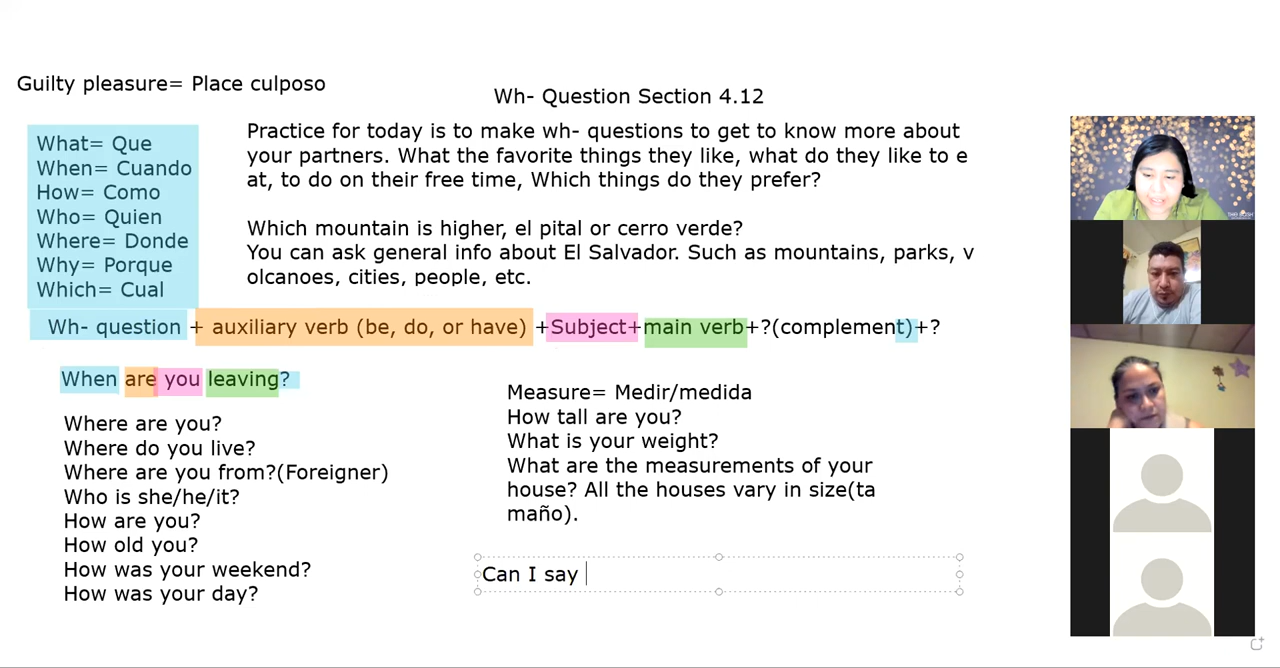 Guilty pleasure= Place culposo
Wh- Question Section 4.12
What= Que
When= Cuando
How= Como
Who= Quien
Where= Donde
Why= Porque
Which= Cual
Practice for today is to make wh- questions to get to know more about
your partners. What the favorite things they like, what do they like to e
at, to do on their free time, Which things do they prefer?
Which mountain is higher, el pital or cerro verde?
You can ask general info about El Salvador. Such as mountains, parks, v
olcanoes, cities, people, etc.
Wh- question + auxiliary verb (be, do, or have) +Subject+main verb+?(complement)+?
When are you leaving?
Where are you?
Where do you live?
Where are you from?(Foreigner)
Who is she/he/it?
How are you?
How old you?
How was your weekend?
How was your day?
Measure= Medir/medida
How tall are you?
What is your weight?
What are the measurements of your
house? All the houses vary in size(ta
maño).
Can I say